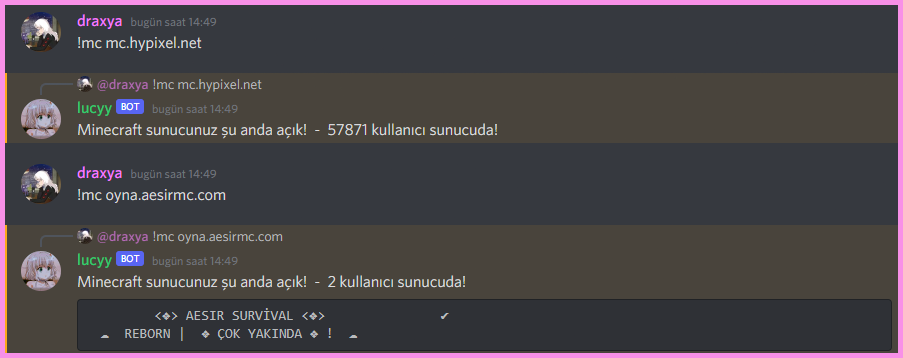 draxya bugün saat 14:49
!mc mc.hypixel.net
@draxya !mc mc.hypixel.net
lucyy BOT bugün saat 14:49
Minecraft sunucunuz şu anda açık! - 57871 kullanıcı sunucuda!
draxya bugün saat 14:49
!mc oyna.aesirmc.com
@draxya !mc oyna.aesirmc.com
lucyy BOT bugün saat 14:49
Minecraft sunucunuz şu anda açık! - 2 kullanıcı sunucuda!
<❖> AESIR SURVİVAL <❖> ✔
☁ REBORN | ❖ ÇOK YAKINDA ❖ ! ☁